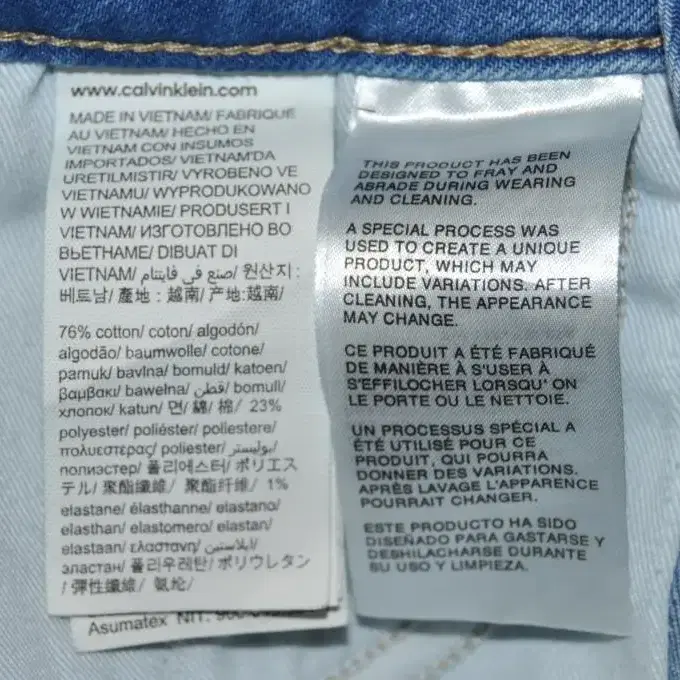 www.calvinklein.com
MADE IN VIETNAM/ FABRIQUÉ
AU VIETNAM/ HECHO EN
VIETNAM CON INSUMOS
IMPORTADOS/ VIETNAM'DA
URETILMISTIR/ VYROBENO VE
VIETNAMU/ WYPRODUKOWANO
W WIETNAMIE/ PRODUSERT I
VIETNAM/ ИЗГОТОВЛЕНО ВО
ВЬЕТНАМЕ/ DIBUAT DI
VIETNAM/ صنع في فايتنام/ 원산지 :
베트남/ 產地 : 越南/ 产地:越南/
76% cotton/ coton/ algodón/
algodão/ baumwolle/ cotone/
pamuk/ bavlna/ bomuld/ katoen/
βαμβακι/ bawełna/ قطن/ bomull/
хлопок/ katun/ 면/ 綿/ 棉/ 23%
polyester/ poliéster/ poliestere/
πολυεστερας/ poliester/ بوليستر/
полиэстер/ 폴리에스터/ ポリエス
テル/ 聚酯纖維/ 聚酯纤维/ 1%
elastane/ élasthanne/ elastano/
elasthan/ elastomero/ elastan/
elastaan/ ελαστανη/ ايلاستين/
эластан/ 폴리우레탄/ ポリウレタン
/ 彈性纖維/ 氨纶/
Asumatex NIT:
THIS PRODUCT HAS BEEN
DESIGNED TO FRAY AND
ABRADE DURING WEARING
AND CLEANING.
A SPECIAL PROCESS WAS
USED TO CREATE A UNIQUE
PRODUCT, WHICH MAY
INCLUDE VARIATIONS. AFTER
CLEANING, THE APPEARANCE
MAY CHANGE.
CE PRODUIT A ÉTÉ FABRIQUÉ
DE MANIÈRE À S'USER À
S'EFFILOCHER LORSQU' ON
LE PORTE OU LE NETTOIE.
UN PROCESSUS SPÉCIAL A
ÉTÉ UTILISÉ POUR CE
PRODUIT, QUI POURRA
DONNER DES VARIATIONS.
APRÈS LAVAGE L'APPARENCE
POURRAIT CHANGER.
ESTE PRODUCTO HA SIDO
DISEÑADO PARA GASTARSE Y
DESHILACHARSE DURANTE
SU USO Y LIMPIEZA.